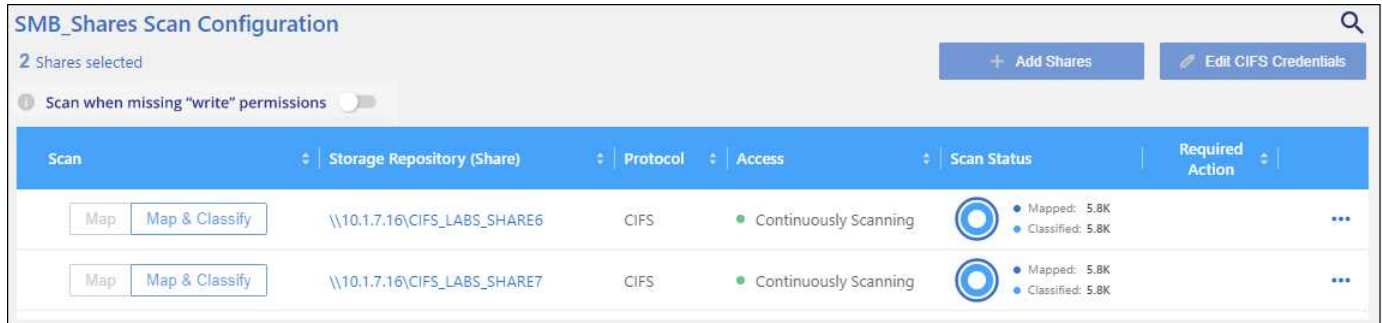 SMB_Shares Scan Configuration
2 Shares selected
+ Add Shares
Edit CIFS Credentials
Scan when missing "write" permissions
Scan
Storage Repository (Share)
Protocol
Access
Scan Status
Required
Action
Map
Map & Classify
\\10.1.7.16\CIFS_LABS_SHARE6
CIFS
Continuously Scanning
Mapped: 5.8K
Classified: 5.8K
Map
Map & Classify
\\10.1.7.16\CIFS_LABS_SHARE7
CIFS
Continuously Scanning
Mapped: 5.8K
Classified: 5.8K